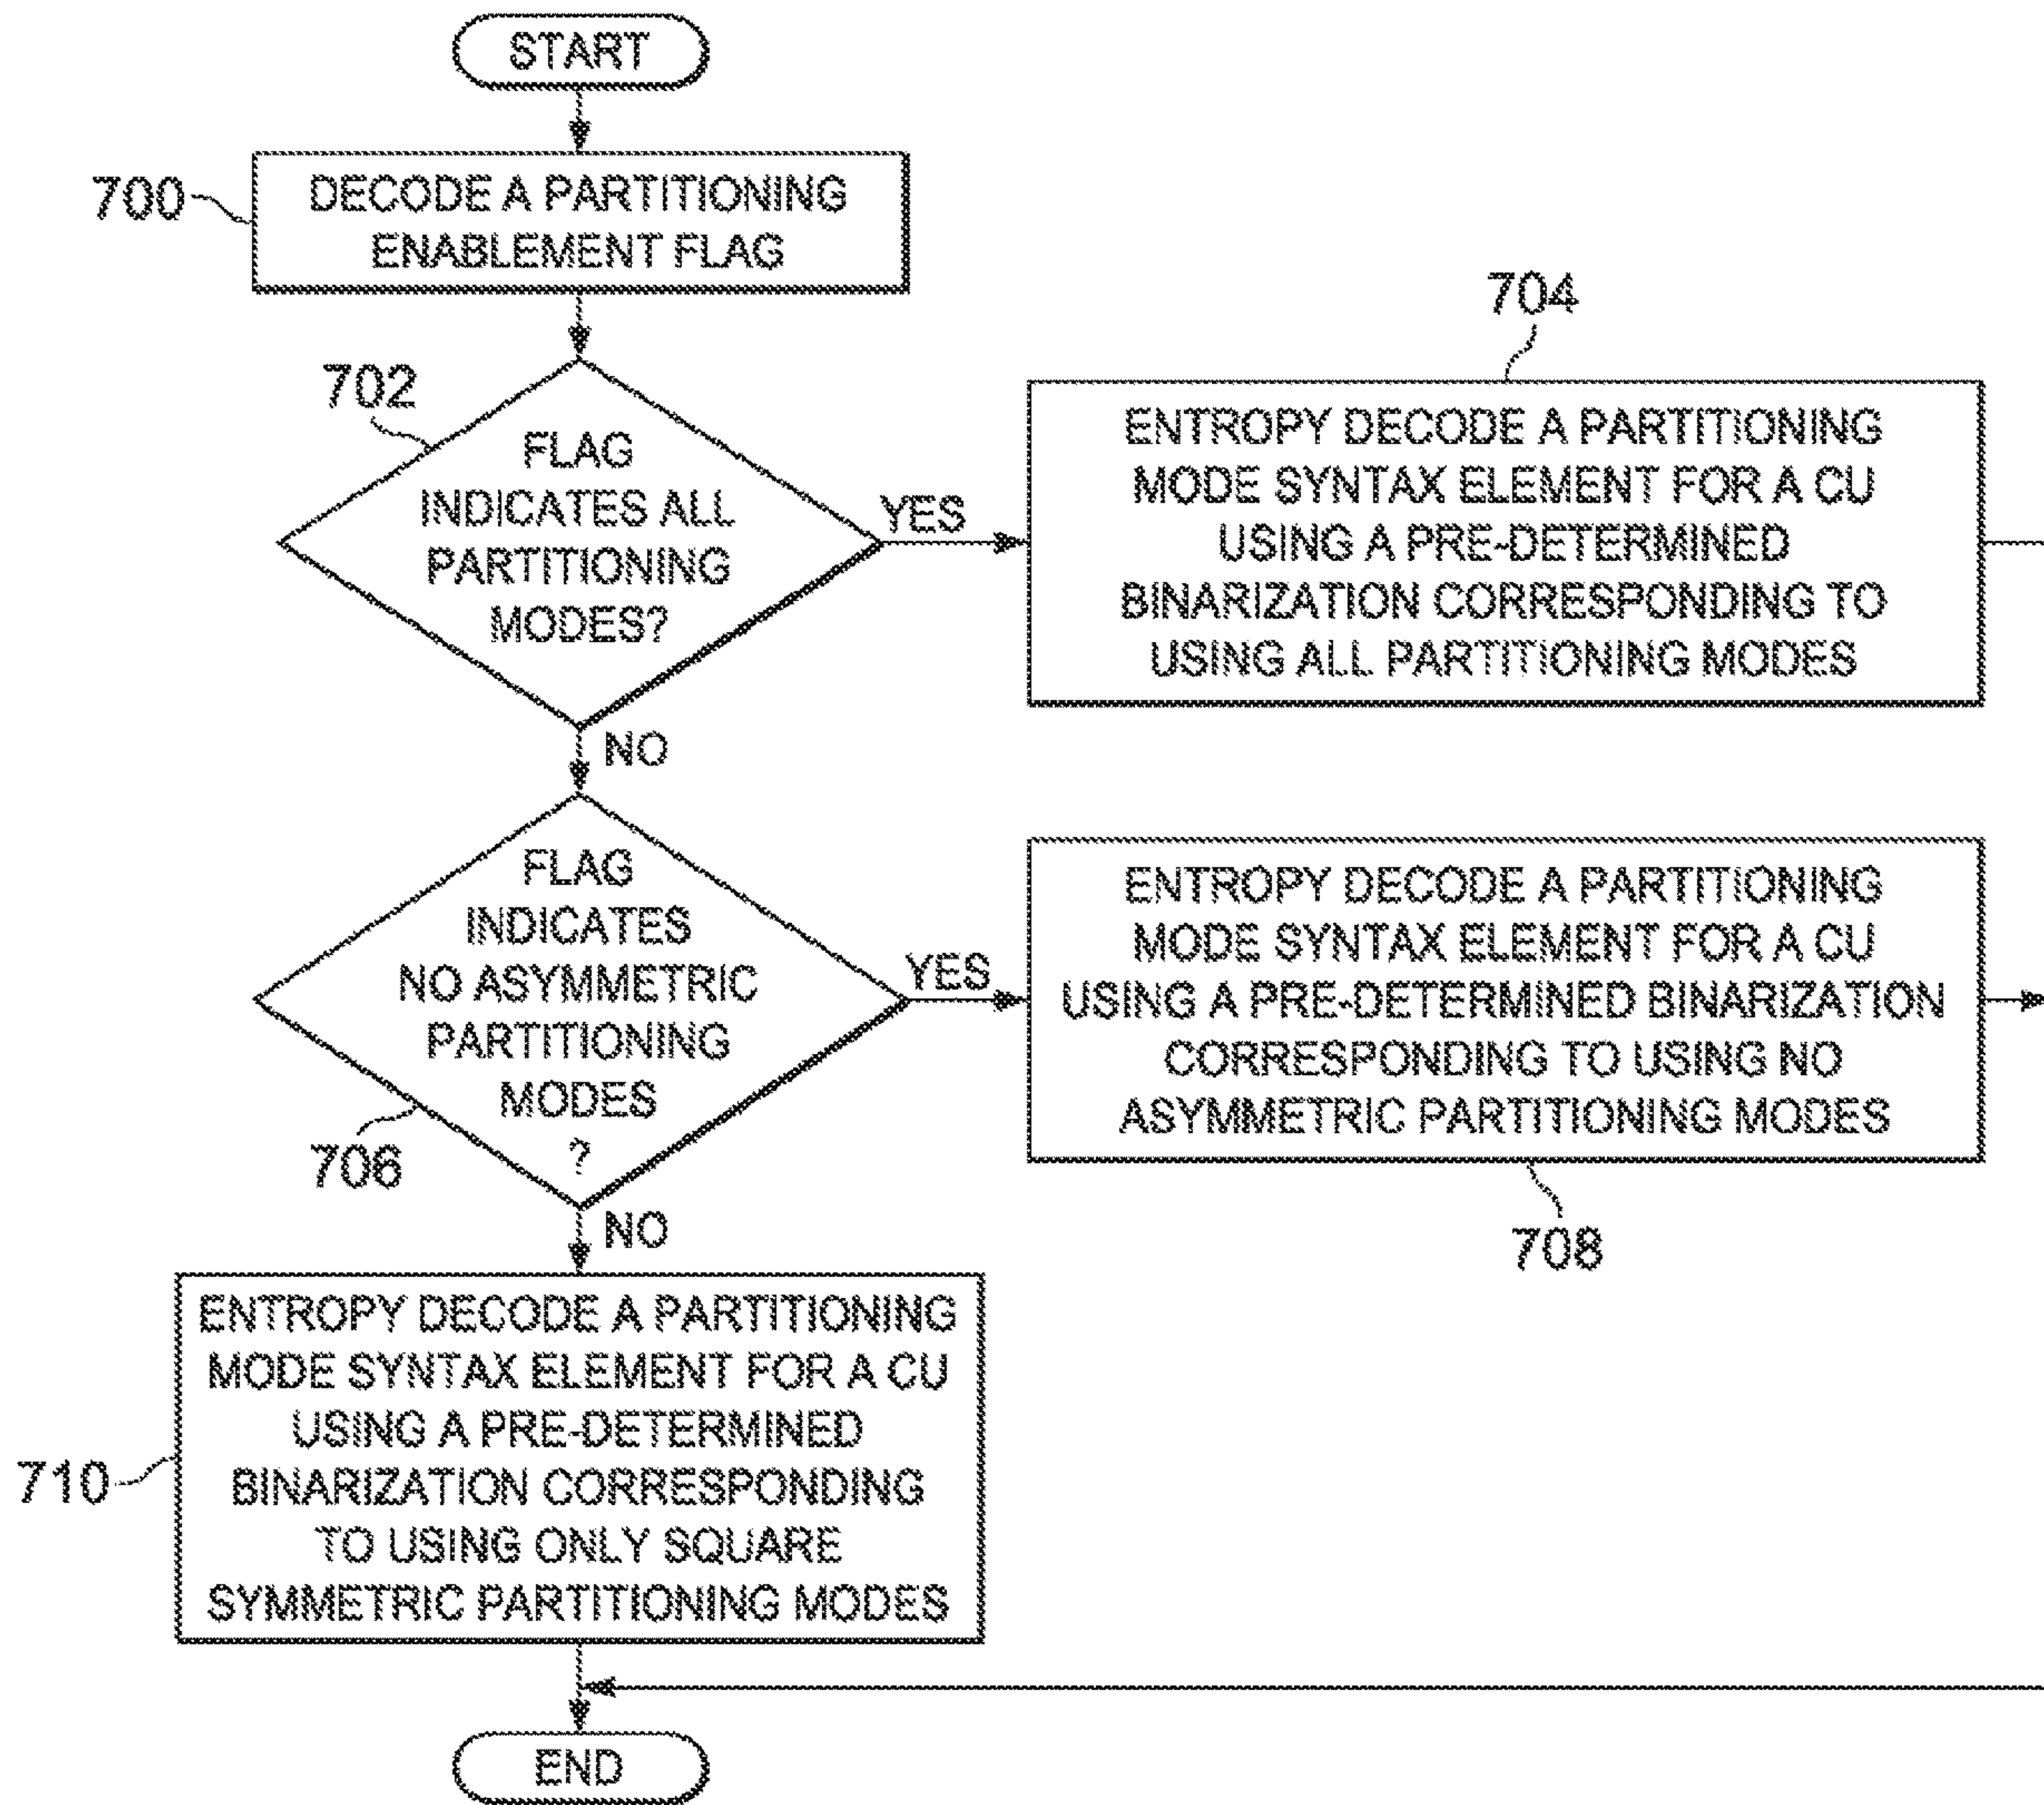 START
700
DECODE A PARTITIONING
ENABLEMENT FLAG
702
FLAG
INDICATES ALL
PARTITIONING
MODES?
YES
NO
704
ENTROPY DECODE A PARTITIONING
MODE SYNTAX ELEMENT FOR A CU
USING A PRE-DETERMINED
BINARIZATION CORRESPONDING TO
USING ALL PARTITIONING MODES
FLAG
INDICATES
NO ASYMMETRIC
PARTITIONING
MODES
?
706
YES
NO
ENTROPY DECODE A PARTITIONING
MODE SYNTAX ELEMENT FOR A CU
USING A PRE-DETERMINED BINARIZATION
CORRESPONDING TO USING NO
ASYMMETRIC PARTITIONING MODES
708
710
ENTROPY DECODE A PARTITIONING
MODE SYNTAX ELEMENT FOR A CU
USING A PRE-DETERMINED
BINARIZATION CORRESPONDING
TO USING ONLY SQUARE
SYMMETRIC PARTITIONING MODES
END